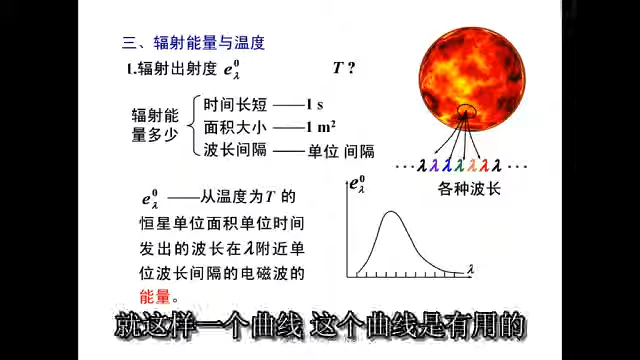 三、辐射能量与温度
1.辐射出射度 e⁰λ T ?
辐射能量多少
时间长短 ——1 s
面积大小 ——1 m²
波长间隔 ——单位 间隔
···λ λ λ λ λ λ λ···
各种波长
e⁰λ ——从温度为T 的
恒星单位面积单位时间
发出的波长在λ附近单
位波长间隔的电磁波的
能量。
e⁰λ
λ
就这样一个曲线 这个曲线是有用的